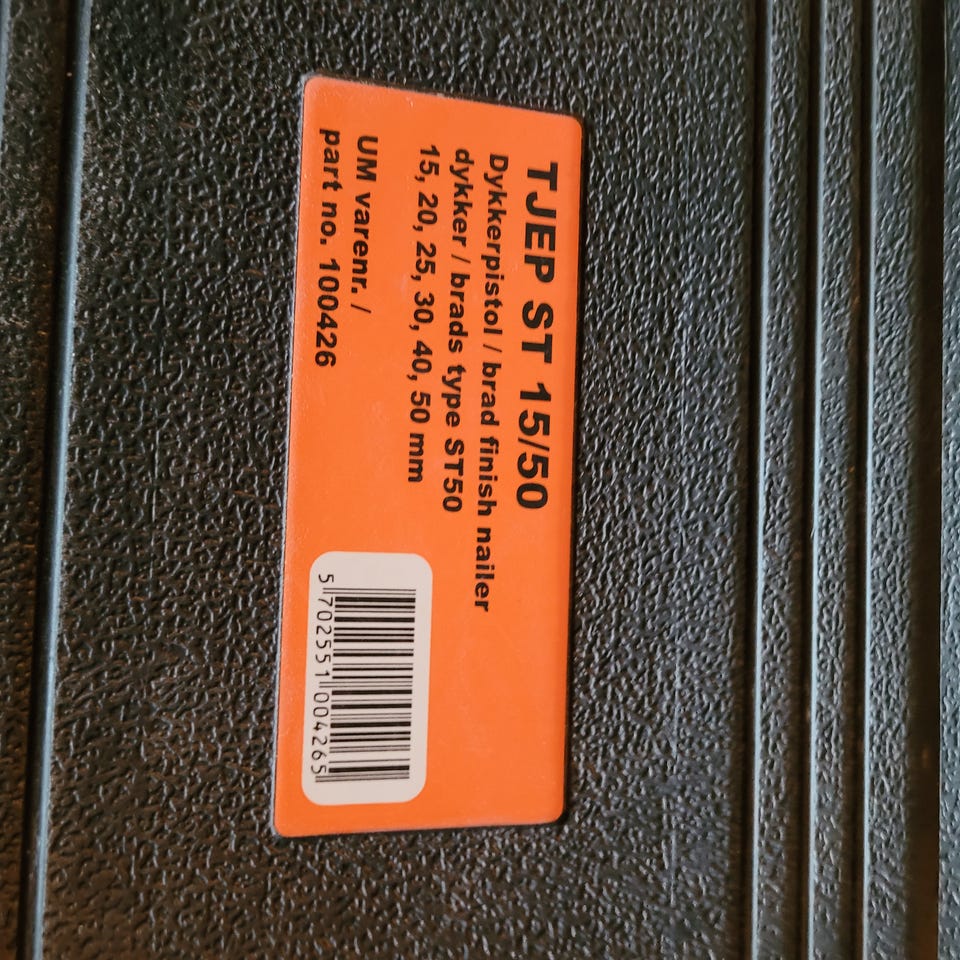 TJEP ST 15/50
Dykkerpistol / brad finish nailer
dykker / brads type ST50
15, 20, 25, 30, 40, 50 mm
UM varenr. /
part no. 100426
5 702551 004265